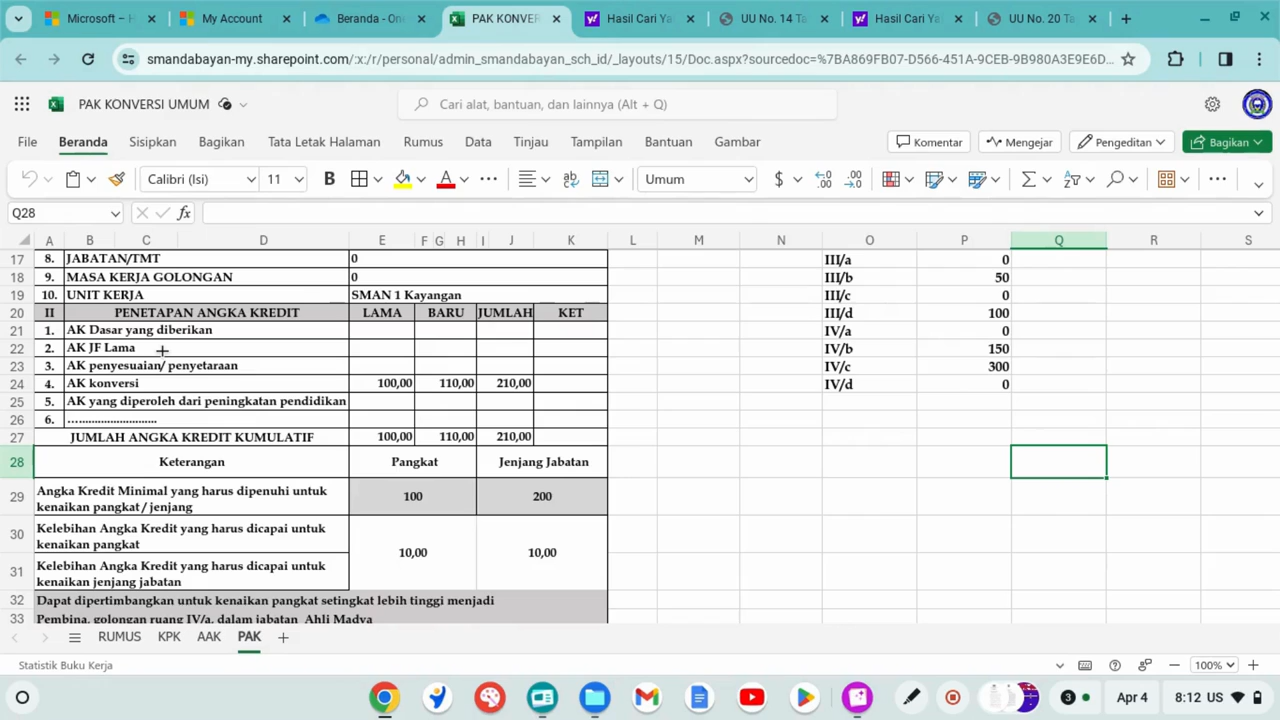 Microsoft – H
My Account
Beranda - One
PAK KONVERS
Hasil Cari Ya
UU No. 14 Ta
Hasil Cari Ya
UU No. 20 Ta
smandabayan-my.sharepoint.com/:x:/r/personal/admin_smandabayan_sch_id/_layouts/15/Doc.aspx?sourcedoc=%7BA869FB07-D566-451A-9CEB-9B980A3E9E6D...
PAK KONVERSI UMUM
Cari alat, bantuan, dan lainnya (Alt + Q)
File Beranda Sisipkan Bagikan Tata Letak Halaman Rumus Data Tinjau Tampilan Bantuan Gambar Komentar Mengejar Pengeditan Bagikan
Calibri (Isi) 11 B A Umum $
Q28 fx
A B C D E F G H I J K L M N O P Q R S
17 8. JABATAN/TMT 0 III/a 0
18 9. MASA KERJA GOLONGAN 0 III/b 50
19 10. UNIT KERJA SMAN 1 Kayangan III/c 0
20 II PENETAPAN ANGKA KREDIT LAMA BARU JUMLAH KET III/d 100
21 1. AK Dasar yang diberikan IV/a 0
22 2. AK JF Lama IV/b 150
23 3. AK penyesuaian/ penyetaraan IV/c 300
24 4. AK konversi 100,00 110,00 210,00 IV/d 0
25 5. AK yang diperoleh dari peningkatan pendidikan
26 6. ............................
27 JUMLAH ANGKA KREDIT KUMULATIF 100,00 110,00 210,00
28 Keterangan Pangkat Jenjang Jabatan
29 Angka Kredit Minimal yang harus dipenuhi untuk kenaikan pangkat / jenjang 100 200
30 Kelebihan Angka Kredit yang harus dicapai untuk kenaikan pangkat 10,00 10,00
31 Kelebihan Angka Kredit yang harus dicapai untuk kenaikan jenjang jabatan
32 Dapat dipertimbangkan untuk kenaikan pangkat setingkat lebih tinggi menjadi
33 Pembina, golongan ruang IV/a, dalam jabatan Ahli Madya
RUMUS KPK AAK PAK
Statistik Buku Kerja 100%
3 Apr 4 8:12 US